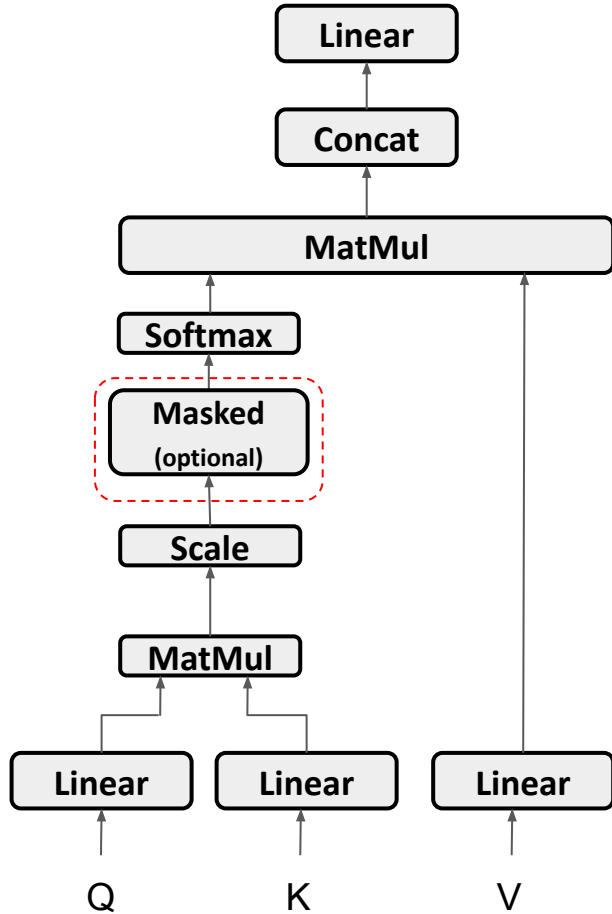 Linear
Concat
MatMul
Softmax
Masked
(optional)
Scale
MatMul
Linear Linear Linear
Q K V